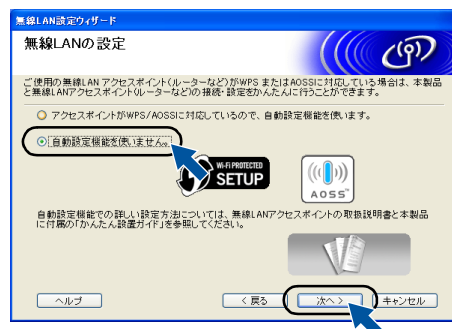 無線LAN設定ウィザード
無線LANの設定
ご使用の無線LAN アクセスポイント(ルーターなど)がWPS またはAOSSに対応している場合は、本製品
と無線LANアクセスポイント(ルーターなど)の接続・設定をかんたんに行うことができます。
アクセスポイントがWPS/AOSSに対応しているので、自動設定機能を使います。
自動設定機能を使いません。
Wi-Fi PROTECTED
SETUP
AOSS™
自動設定機能での詳しい設定方法については、無線LANアクセスポイントの取扱説明書と本製品
に付属の「かんたん設置ガイド」を参照してください。
ヘルプ
< 戻る
次へ >
キャンセル